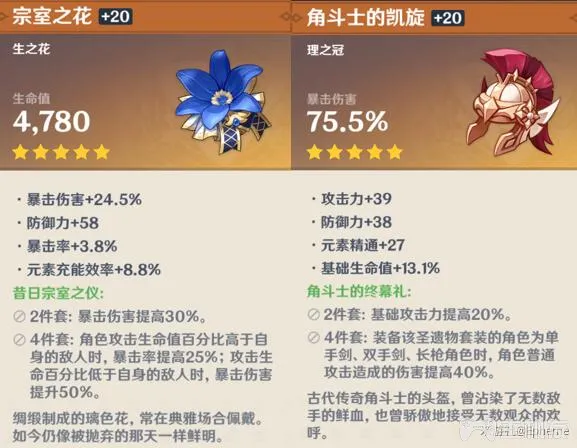 宗室之花 +20
生之花
生命值
4,780
·暴击伤害+24.5%
·防御力+58
·暴击率+3.8%
·元素充能效率+8.8%
昔日宗室之仪:
2件套: 暴击伤害提高30%。
4件套: 角色攻击生命值百分比高于自
身的敌人时，暴击率提高25%；攻击生
命百分比低于自身的敌人时，暴击伤害
提升50%。
绸缎制成的璃色花，常在典雅场合佩戴。
如今仍像被抛弃的那天一样鲜明。
角斗士的凯旋 +20
理之冠
暴击伤害
75.5%
·攻击力+39
·防御力+38
·元素精通+27
·基础生命值+13.1%
角斗士的终幕礼:
2件套: 基础攻击力提高20%。
4件套: 装备该圣遗物套装的角色为单
手剑、双手剑、长枪角色时，角色普通
攻击造成的伤害提高40%。
古代传奇角斗士的头盔，曾沾染了无数敌
手的鲜血，也曾骄傲地接受无数观众的欢
呼。